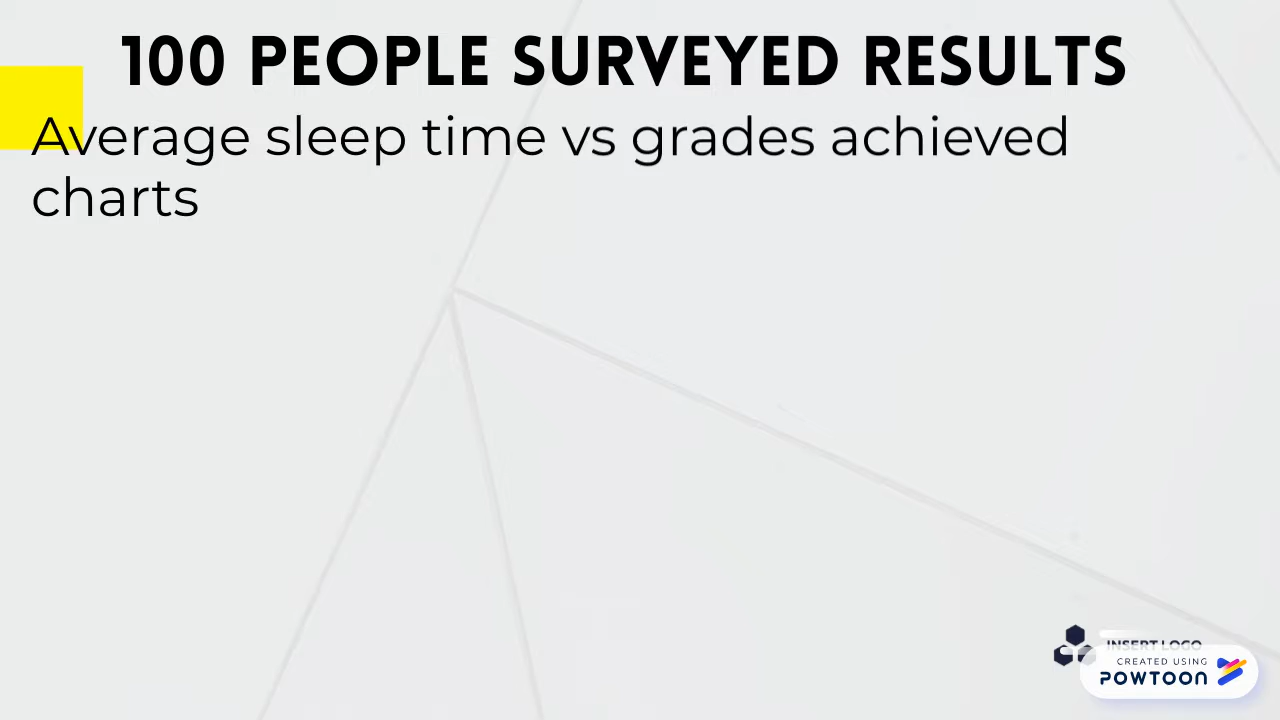 100 PEOPLE SURVEYED RESULTS
Average sleep time vs grades achieved
charts
INSERT LOGO
CREATED USING
POWTOON